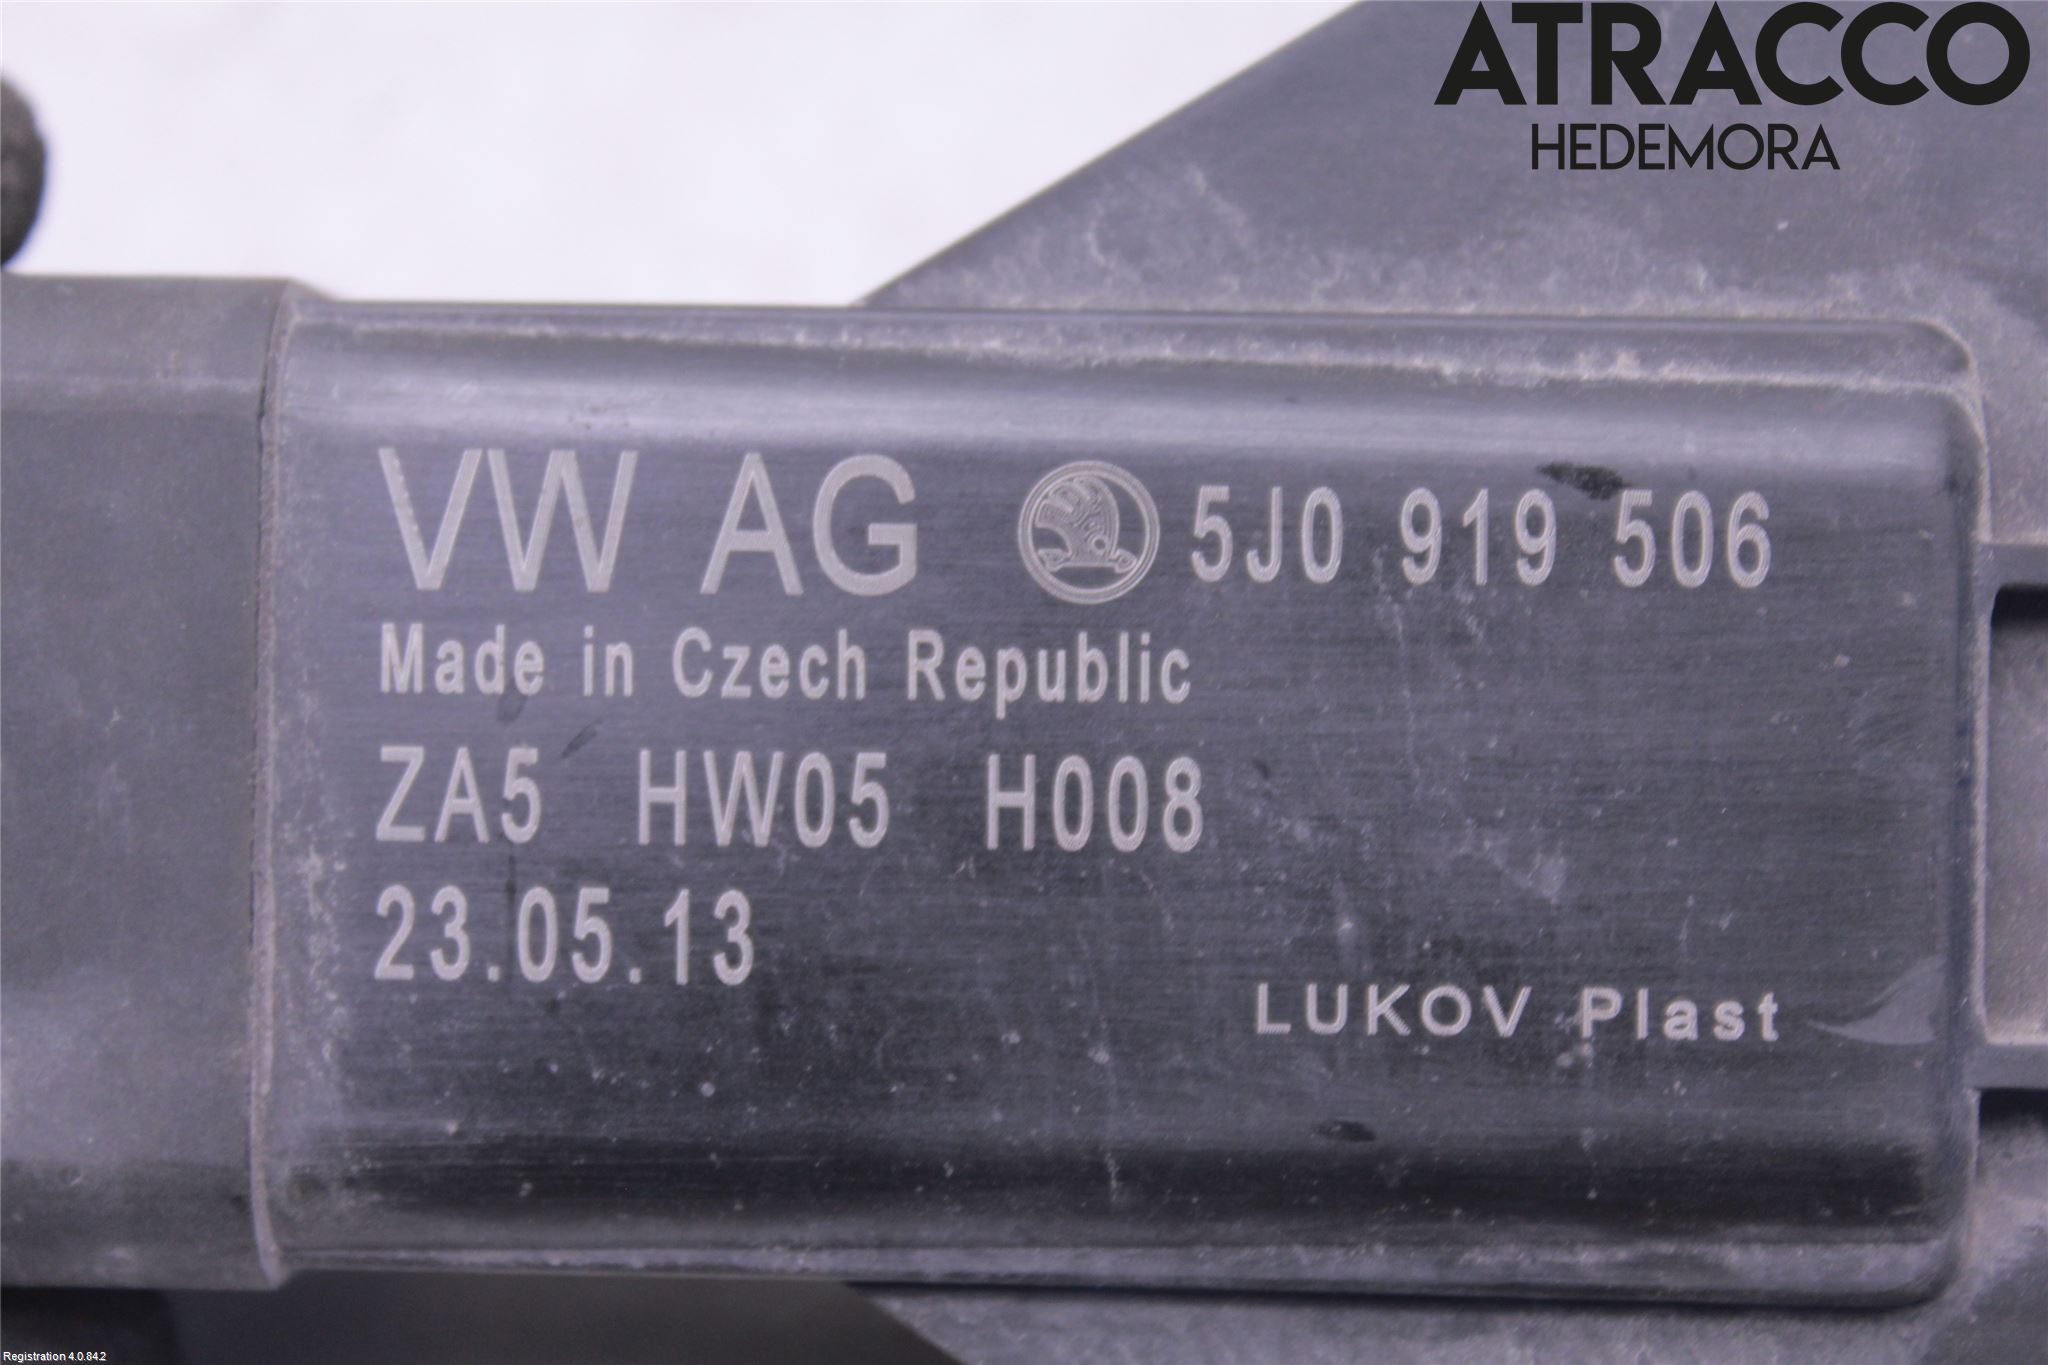 ATRACCO
HEDEMORA
VW AG 5J0 919 506
Made in Czech Republic
ZA5 HW05 H008
23.05.13
LUKOV Plast
Registration 4.0.84.2